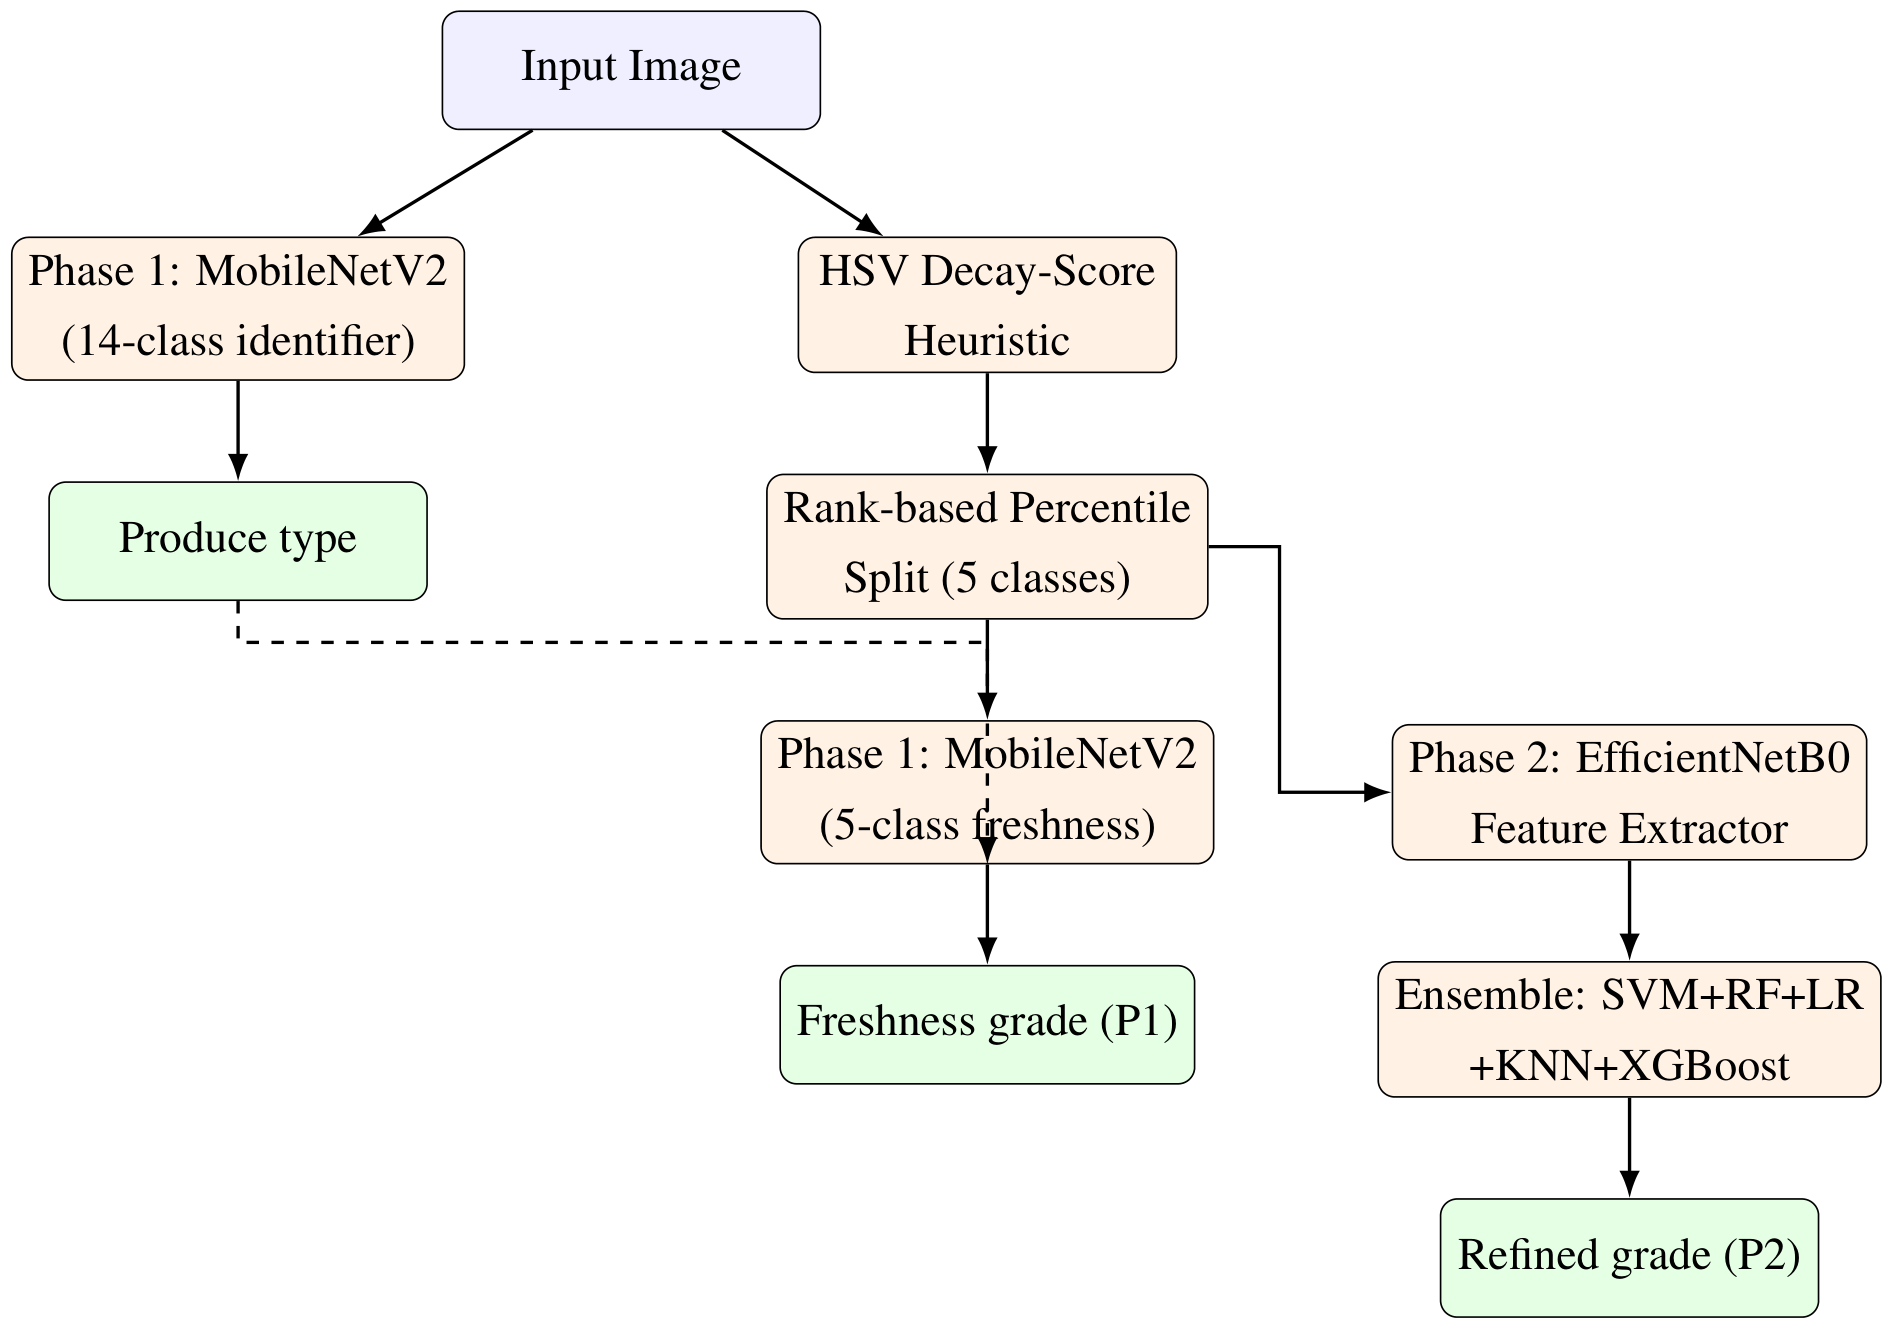 Input Image
Phase 1: MobileNetV2
(14-class identifier)
HSV Decay-Score
Heuristic
Produce type
Rank-based Percentile
Split (5 classes)
Phase 1: MobileNetV2
(5-class freshness)
Phase 2: EfficientNetB0
Feature Extractor
Freshness grade (P1)
Ensemble: SVM+RF+LR
+KNN+XGBoost
Refined grade (P2)